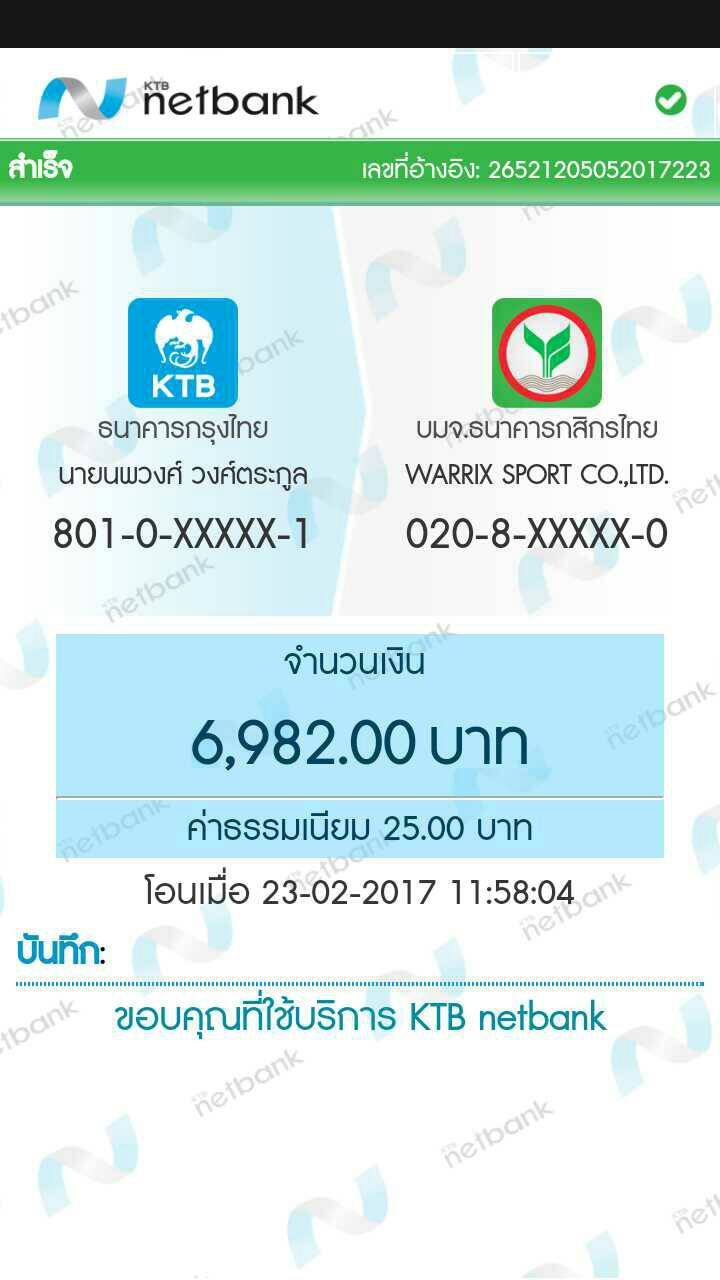 KTB
netbank
สำเร็จ
เลขที่อ้างอิง: 26521205052017223
KTB
ธนาคารกรุงไทย
นายนพวงศ์ วงศ์ตระกูล
801-0-XXXXX-1
บมจ.ธนาคารกสิกรไทย
WARRIX SPORT CO.,LTD.
020-8-XXXXX-0
จำนวนเงิน
6,982.00 บาท
ค่าธรรมเนียม 25.00 บาท
โอนเมื่อ 23-02-2017 11:58:04
บันทึก:
ขอบคุณที่ใช้บริการ KTB netbank